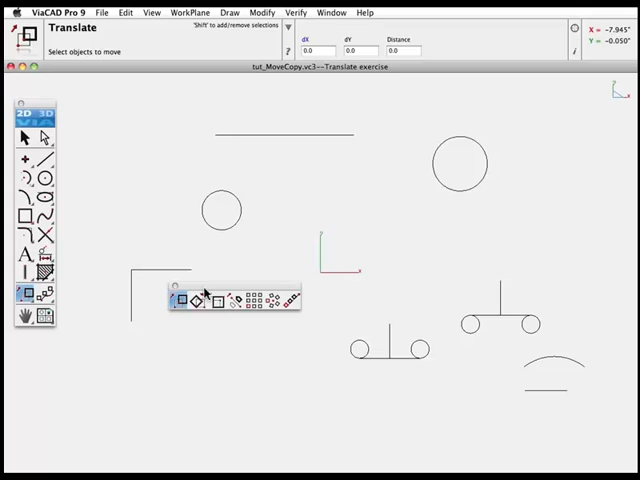 ViaCAD Pro 9 File Edit View WorkPlane Draw Modify Verify Window Help
Translate
'Shift' to add/remove selections
Select objects to move
dX dY Distance
0.0 0.0 0.0
X = -7.945"
Y = -0.050"
tut_MoveCopy.vc3--Translate exercise
2D 3D
VIA
A
y
x